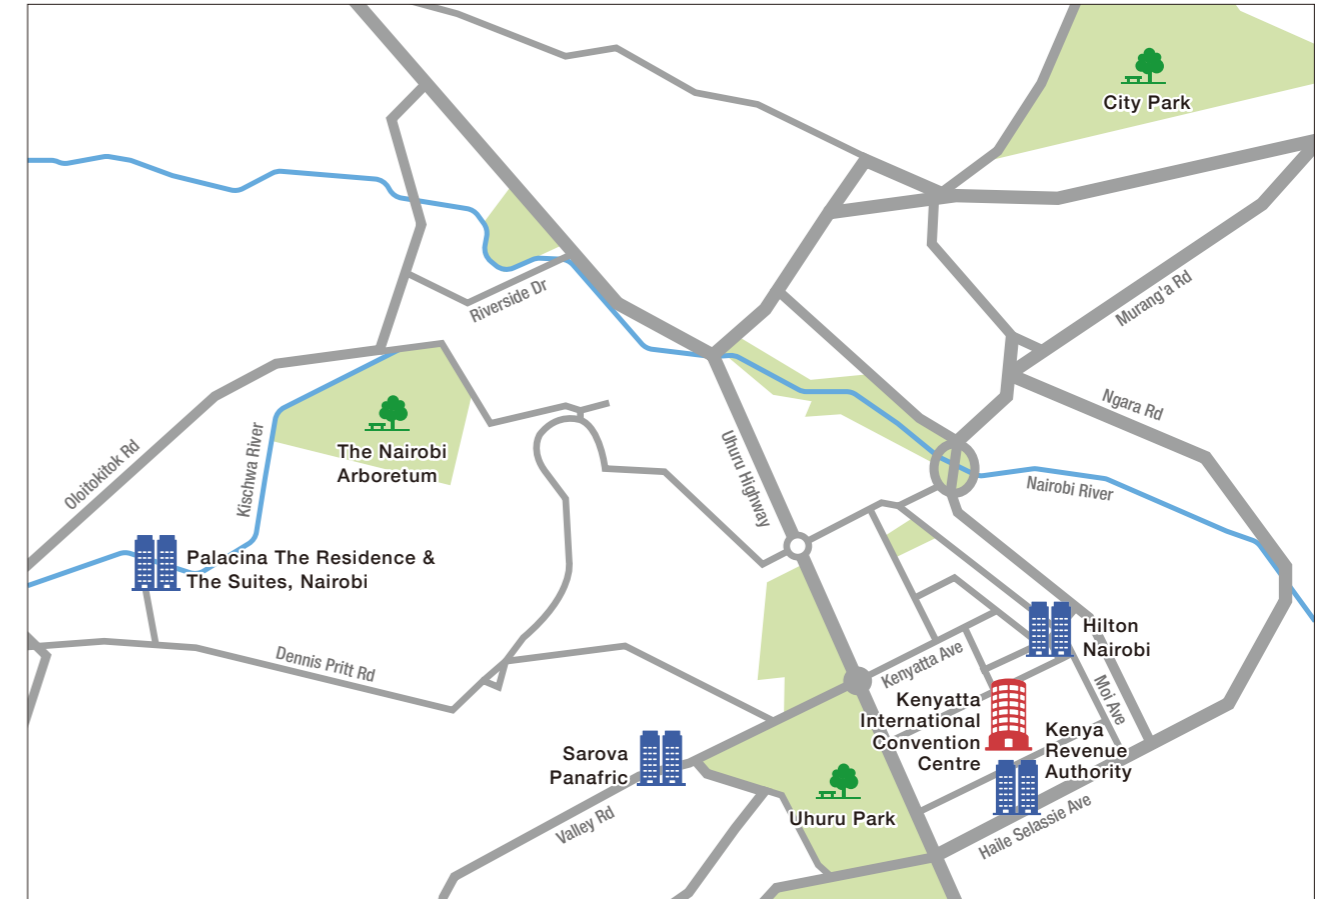 City Park
Murang'a Rd
Riverside Dr
Ngara Rd
The Nairobi
Arboretum
Uhuru Highway
Oloitokitok Rd
Kischwa River
Nairobi River
Palacina The Residence &
The Suites, Nairobi
Hilton
Nairobi
Dennis Pritt Rd
Kenyatta Ave
Moi Ave
Kenyatta
International
Convention
Centre
Kenya
Revenue
Authority
Sarova
Panafric
Uhuru Park
Valley Rd
Haile Selassie Ave